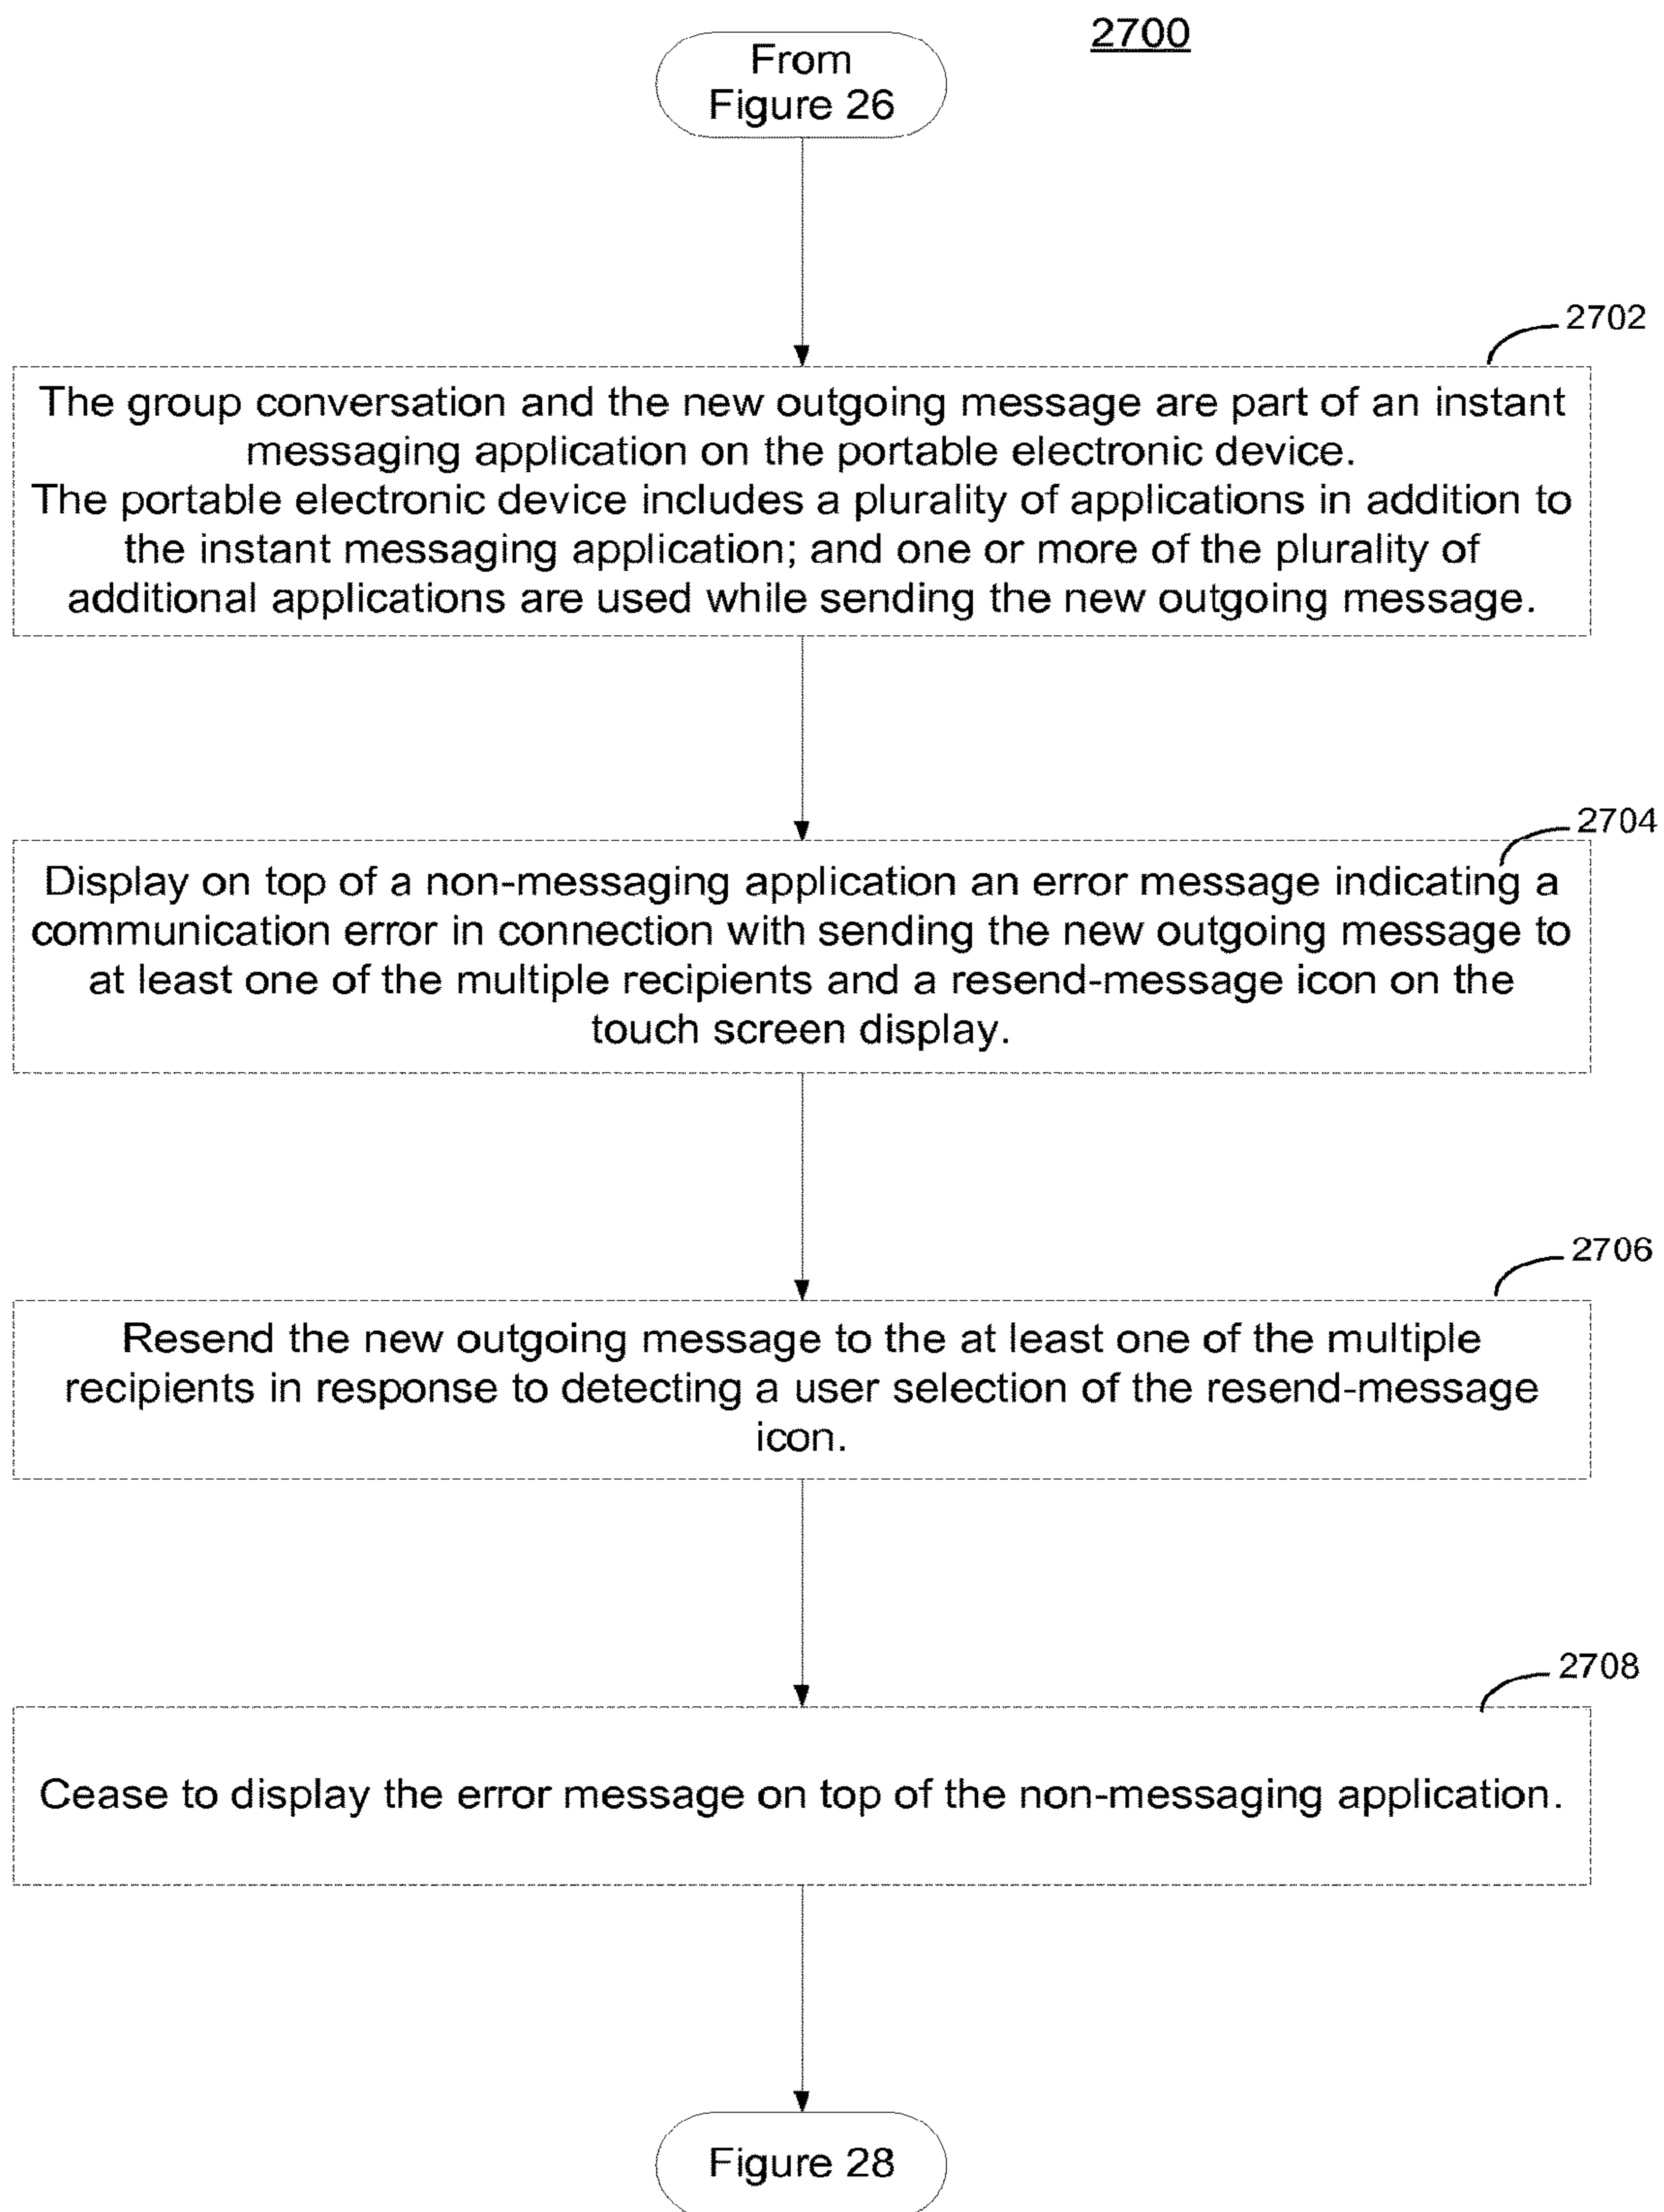 2700
From
Figure 26
2702
The group conversation and the new outgoing message are part of an instant
messaging application on the portable electronic device.
The portable electronic device includes a plurality of applications in addition to
the instant messaging application; and one or more of the plurality of
additional applications are used while sending the new outgoing message.
2704
Display on top of a non-messaging application an error message indicating a
communication error in connection with sending the new outgoing message to
at least one of the multiple recipients and a resend-message icon on the
touch screen display.
2706
Resend the new outgoing message to the at least one of the multiple
recipients in response to detecting a user selection of the resend-message
icon.
2708
Cease to display the error message on top of the non-messaging application.
Figure 28